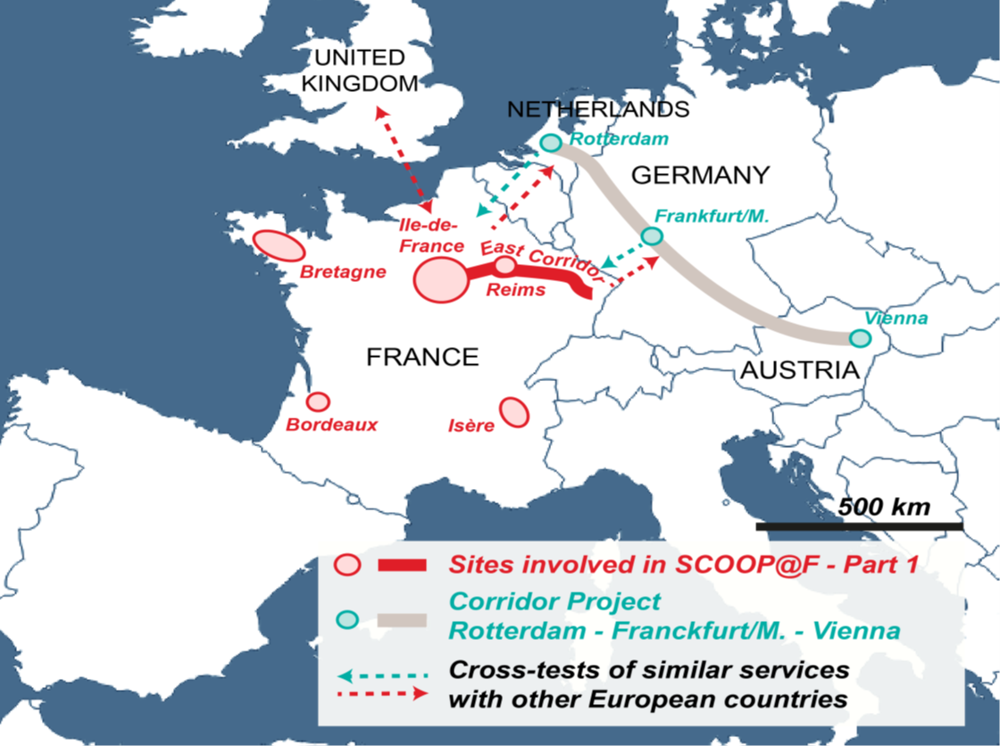 UNITED
KINGDOM
NETHERLANDS
Rotterdam
GERMANY
Frankfurt/M.
Ile-de-
France
East Corridor
Bretagne
Reims
Vienna
FRANCE
AUSTRIA
Bordeaux
Isère
500 km
Sites involved in SCOOP@F - Part 1
Corridor Project
Rotterdam - Franckfurt/M. - Vienna
Cross-tests of similar services
with other European countries